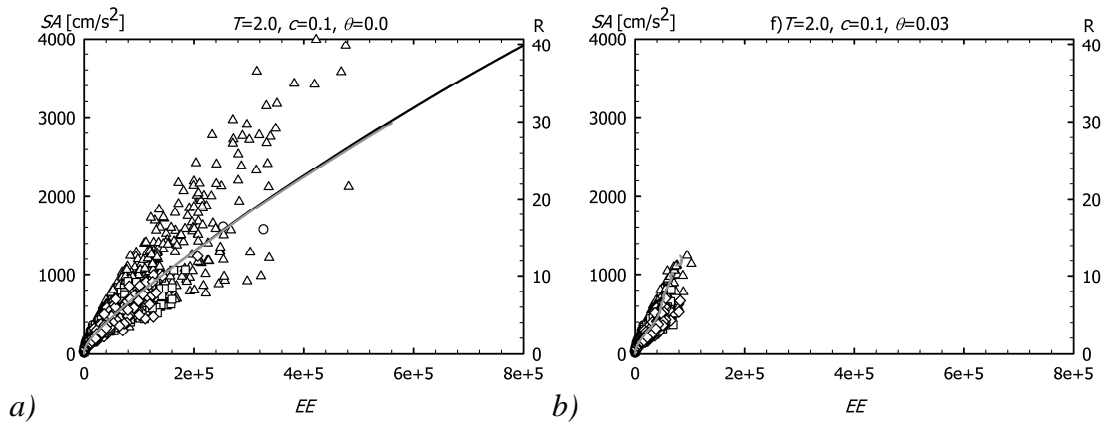 SA [cm/s²] T=2.0, c=0.1, θ=0.0 R
4000 40
3000 30
2000 20
1000 10
0 0
0 2e+5 4e+5 6e+5 8e+5
EE
a)
SA [cm/s²] f) T=2.0, c=0.1, θ=0.03 R
4000 40
3000 30
2000 20
1000 10
0 0
0 2e+5 4e+5 6e+5 8e+5
EE
b)